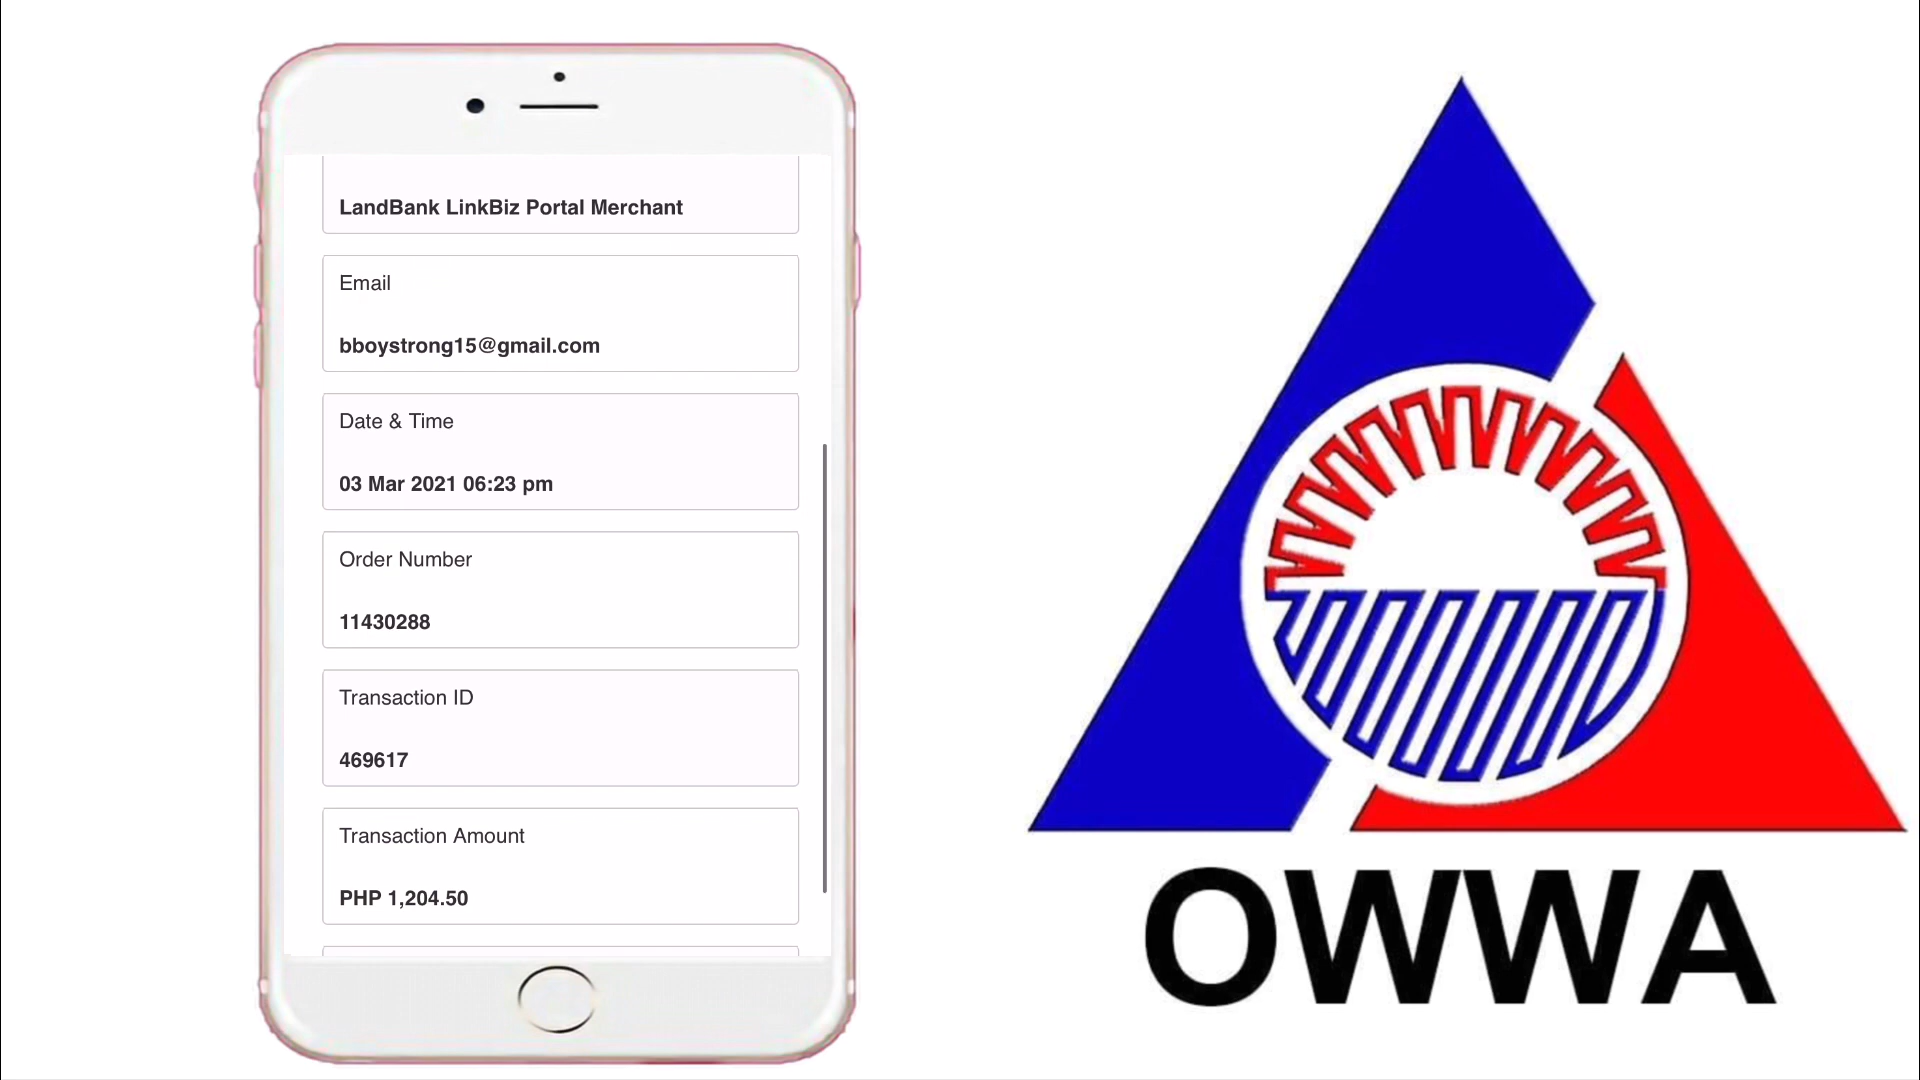 LandBank LinkBiz Portal Merchant
Email
bboystrong15@gmail.com
Date & Time
03 Mar 2021 06:23 pm
Order Number
11430288
Transaction ID
469617
Transaction Amount
PHP 1,204.50
OWWA